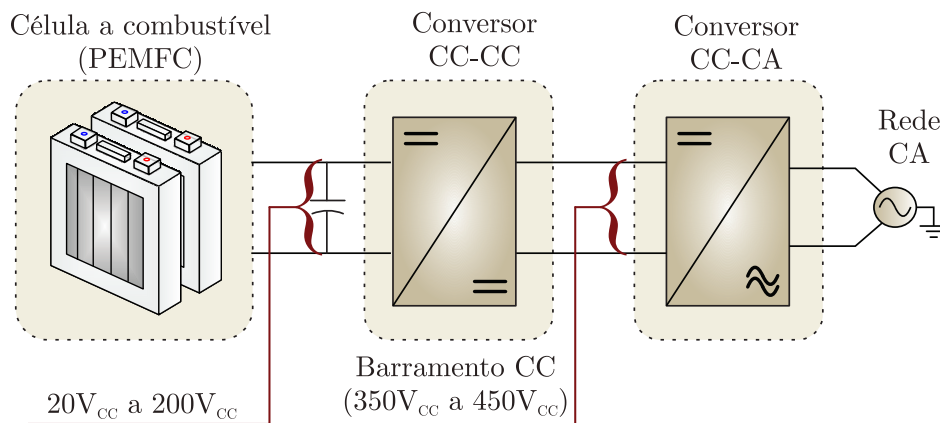 Célula a combustível
(PEMFC)
Conversor
CC-CC
Conversor
CC-CA
Rede
CA
Barramento CC
(350V_CC a 450V_CC)
20V_CC a 200V_CC